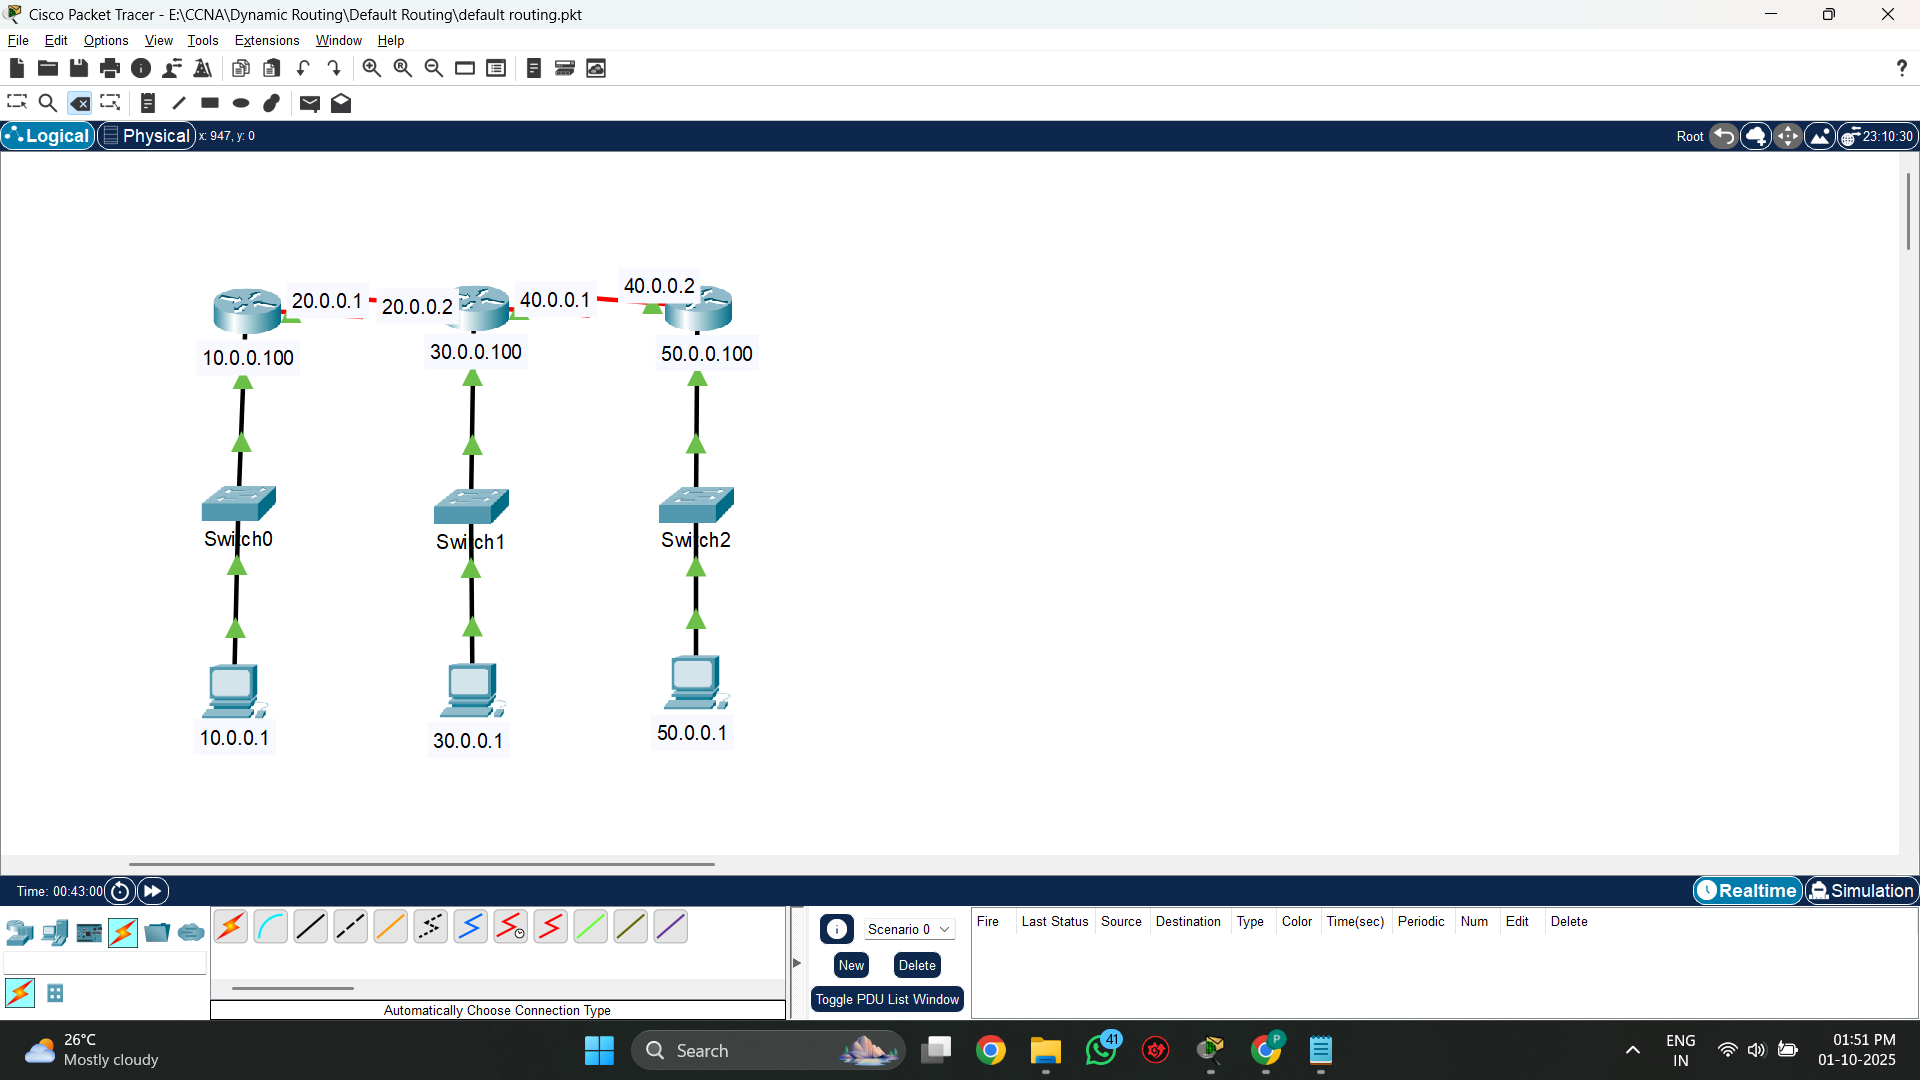 Cisco Packet Tracer - E:\CCNA\Dynamic Routing\Default Routing\default routing.pkt
File Edit Options View Tools Extensions Window Help
?
Logical Physical x: 947, y: 0 Root 23:10:30
20.0.0.1 20.0.0.2 40.0.0.1 40.0.0.2
10.0.0.100 30.0.0.100 50.0.0.100
Switch0 Switch1 Switch2
10.0.0.1 30.0.0.1 50.0.0.1
Time: 00:43:00 Realtime Simulation
Scenario 0
New Delete
Toggle PDU List Window
Fire Last Status Source Destination Type Color Time(sec) Periodic Num Edit Delete
Automatically Choose Connection Type
26°C
Mostly cloudy
Search
41
P
ENG
IN
01:51 PM
01-10-2025